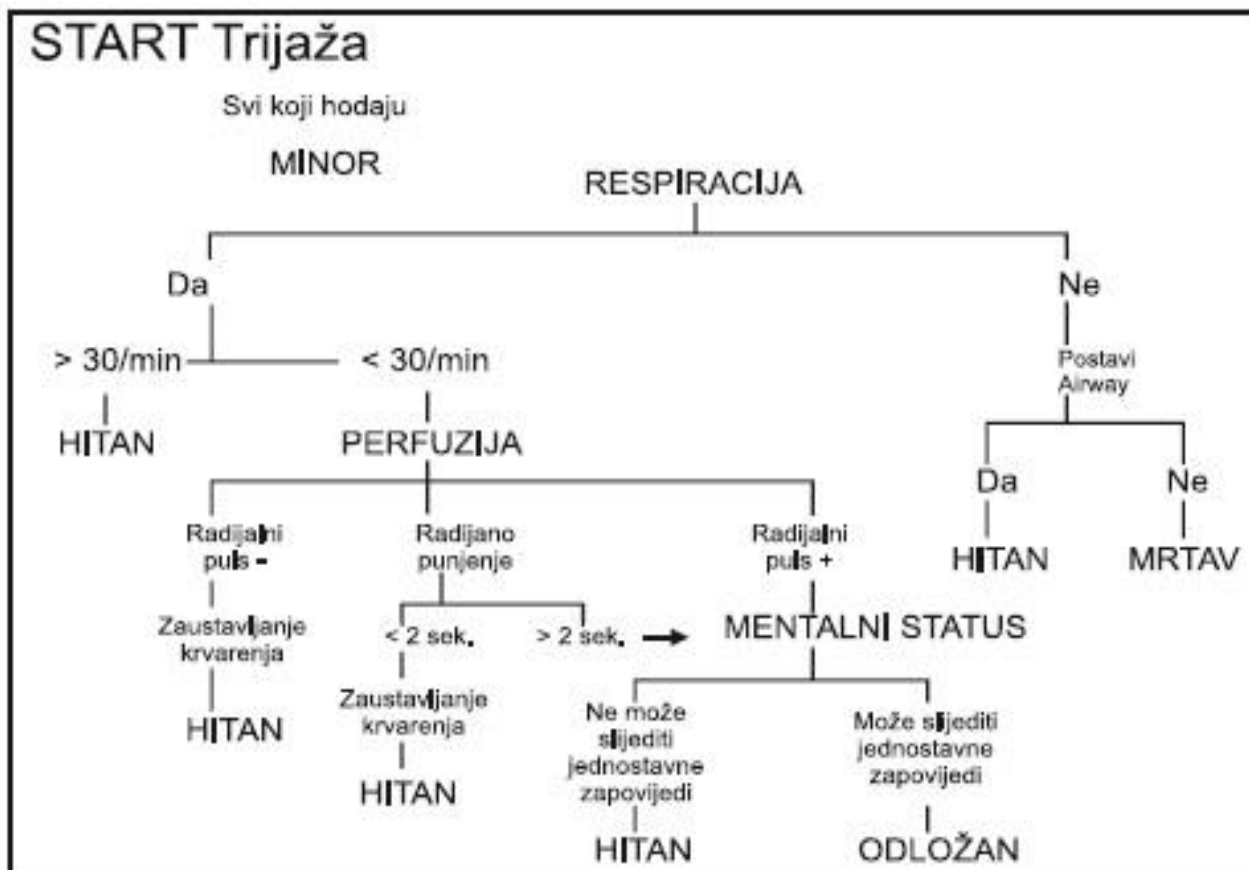 START Trijaža
Svi koji hodaju
MINOR
RESPIRACIJA
Da
Ne
> 30/min
< 30/min
Postavi
Airway
HITAN
PERFUZIJA
Da
Ne
Radijalni
puls -
Radijano
punjenje
Radijalni
puls +
HITAN
MRTAV
Zaustavljanje
krvarenja
< 2 sek.
> 2 sek.
MENTALNI STATUS
HITAN
Zaustavljanje
krvarenja
Ne može
slijediti
jednostavne
zapovijedi
Može slijediti
jednostavne
zapovijedi
HITAN
HITAN
ODLOŽAN